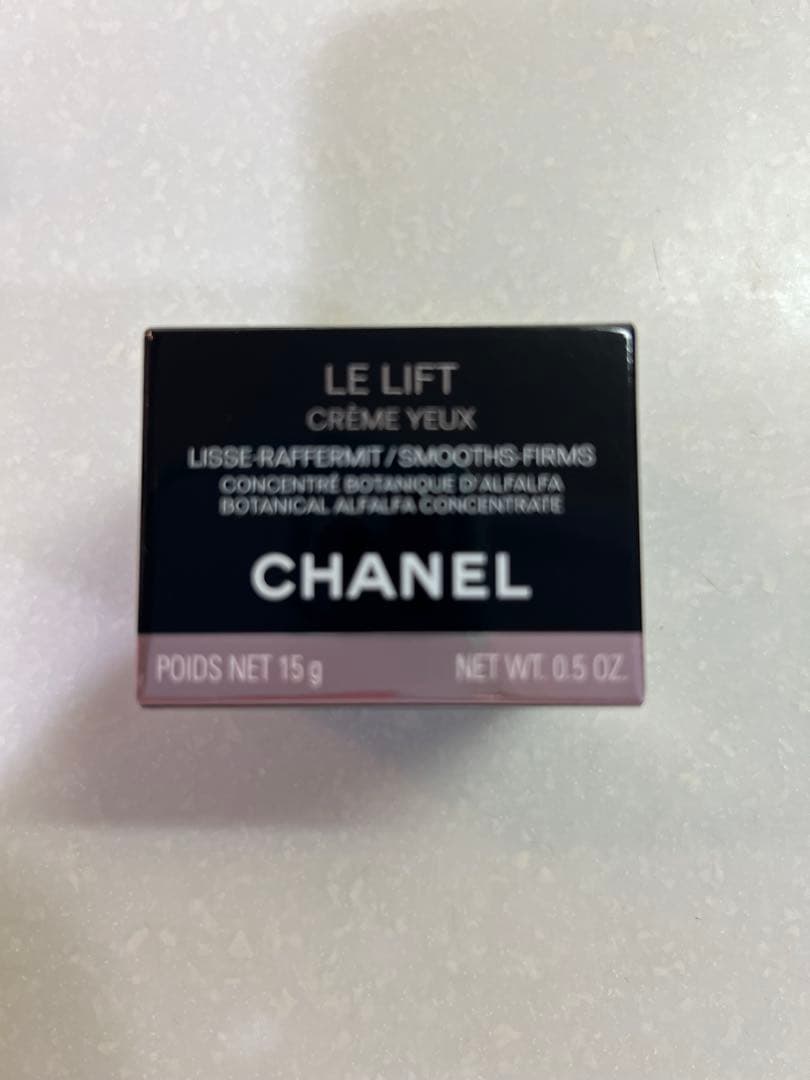 LE LIFT
CRÈME YEUX
LISSE-RAFFERMIT / SMOOTHS-FIRMS
CONCENTRÉ BOTANIQUE D'ALFALFA
BOTANICAL ALFALFA CONCENTRATE
CHANEL
POIDS NET 15 g NET WT. 0.5 OZ.